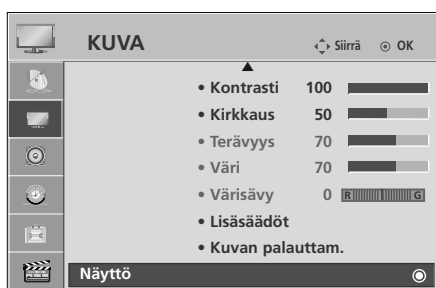 KUVA Siirrä OK
• Kontrasti 100
• Kirkkaus 50
• Terävyys 70
• Väri 70
• Värisävy 0 R G
• Lisäsäädöt
• Kuvan palauttam.
Näyttö